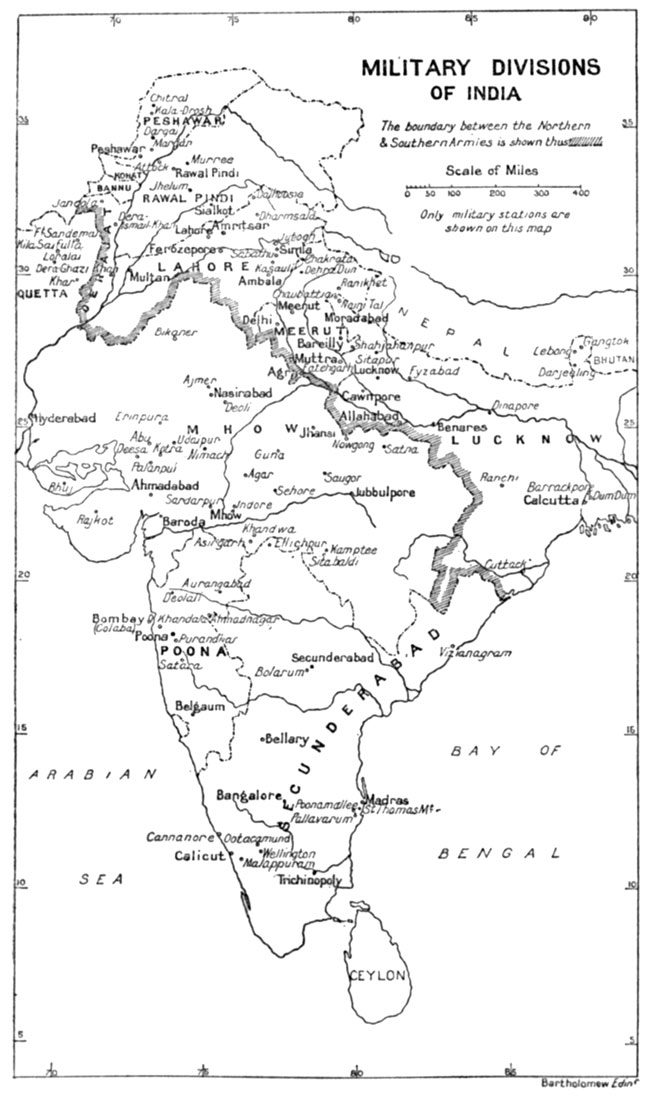 70 75 80 85 90
MILITARY DIVISIONS
OF INDIA
The boundary between the Northern
& Southern Armies is shown thus
Scale of Miles
0 50 100 200 300 400
Only military stations are
shown on this map
35 35
Chitral
Kala-Drosh
PESHAWAR
Dargai
Mardan
Peshawar
Murree
Attock
KOHAT
Rawal Pindi
BANNU
Jhelum
Dalhousie
Jandola
RAWAL PINDI
Sialkot
Dera-
Ismail-Khan
Dharmsala
Amritsar
Lahore
Ft Sandeman
Jutogh
Kila Saifulla
Ferozepore
Simla
Sabathu
Loralai
Chakrata
Dera Ghazi Khan
LAHORE
Kasauli
Dehra Dun
30 30
Khar
Multan
Ambala
Ranikhet
QUETTA
DERAJAT
Chaubattia
Naini Tal
Meerut
Moradabad
NEPAL
Delhi
MEERUT
Bikaner
Bareilly
Shahjahanpur
Gangtok
Lebong
BHUTAN
Muttra
Sitapur
Darjeeling
Agra
Fatehgarh
Lucknow
Fyzabad
Ajmer
Nasirabad
Cawnpore
Deoli
Dinapore
Hyderabad
Erinpura
Allahabad
25 25
Benares
MHOW
Jhansi
LUCKNOW
Abu
Udaipur
Nowgong
Deesa
Kotra
Nimach
Satna
Palanpur
Guna
Bhuj
Agar
Saugor
Ranchi
Barrackpore
Ahmadabad
Sehore
Jubbulpore
Calcutta
DumDum
Sardarpur
Indore
Rajkot
Mhow
Baroda
Khandwa
Asirgarh
Ellichpur
Kamptee
Sitabaldi
Cuttack
20 20
Aurangabad
Deolali
Bombay
(Colaba)
Khandala
Ahmadnagar
Poona
Purandhar
POONA
Vizianagram
Satara
Secunderabad
Bolarum
SECUNDERABAD
Belgaum
15 15
Bellary
BAY OF
ARABIAN
Bangalore
Poonamallee
Madras
St Thomas Mt.
Pallavaram
Cannanore
Ootacamund
Calicut
Wellington
Malappuram
BENGAL
SEA
Trichinopoly
10 10
CEYLON
5 5
70 75 80 85
Bartholomew Edinr